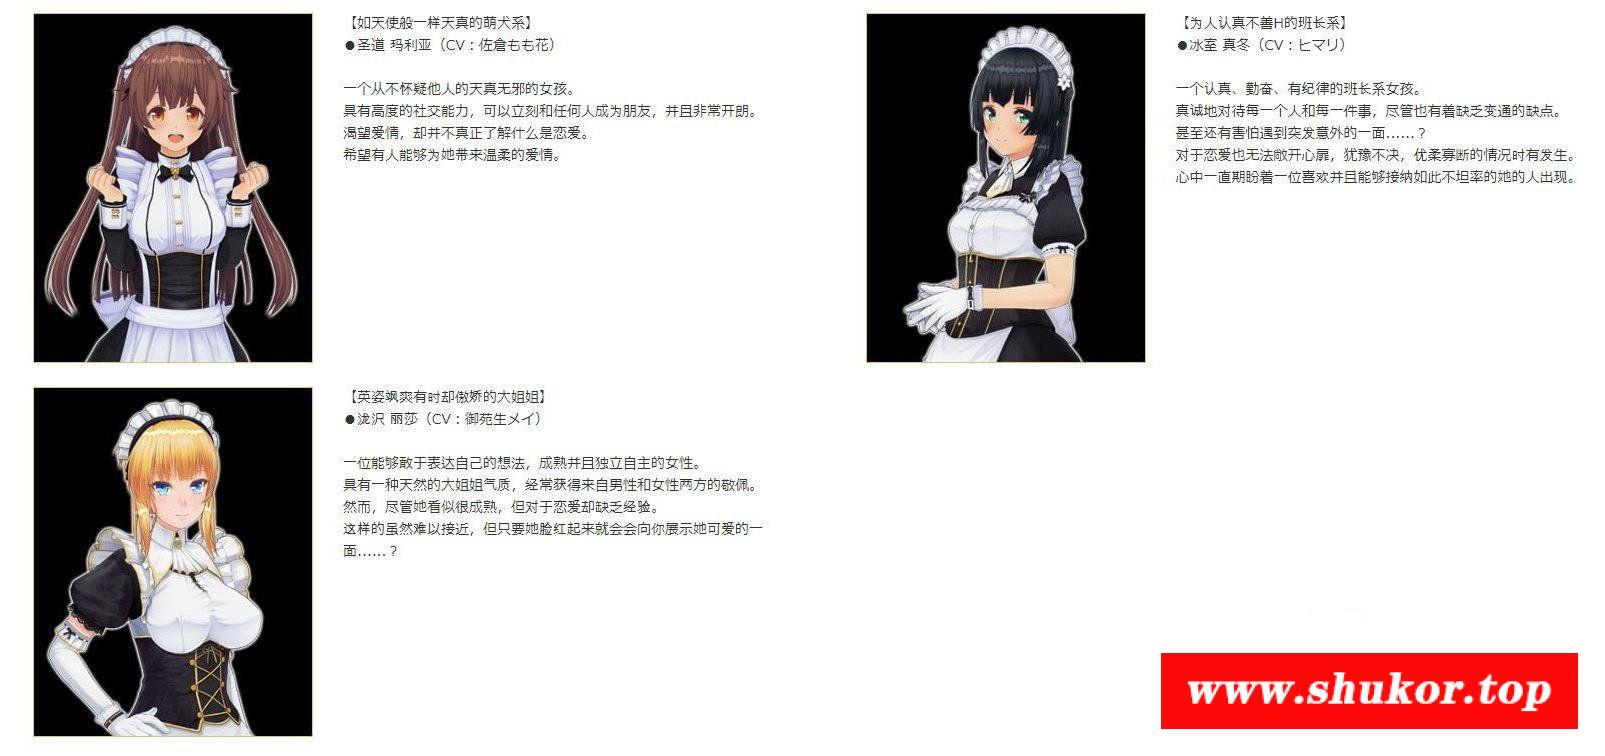 【如天使般一样天真的萌犬系】
●圣道 玛利亚（CV：佐倉もも花）
一个从不怀疑他人的天真无邪的女孩。
具有高度的社交能力，可以立刻和任何人成为朋友，并且非常开朗。
渴望爱情，却并不真正了解什么是恋爱。
希望有人能够为她带来温柔的爱情。
【为人认真不善H的班长系】
●冰室 真冬（CV：ヒマリ）
一个认真、勤奋、有纪律的班长系女孩。
真诚地对待每一个人和每一件事，尽管也有着缺乏变通的缺点。
甚至还有害怕遇到突发意外的一面……？
对于恋爱也无法敞开心扉，犹豫不决，优柔寡断的情况时有发生。
心中一直期盼着一位喜欢并且能够接纳如此不坦率的她的人出现。
【英姿飒爽有时却傲娇的大姐姐】
●泷沢 丽莎（CV：御苑生メイ）
一位能够敢于表达自己的想法，成熟并且独立自主的女性。
具有一种天然的大姐姐气质，经常获得来自男性和女性两方的敬佩。
然而，尽管她看似很成熟，但对于恋爱却缺乏经验。
这样的虽然难以接近，但只要她脸红起来就会会向你展示她可爱的一
面……？
www.shukor.top